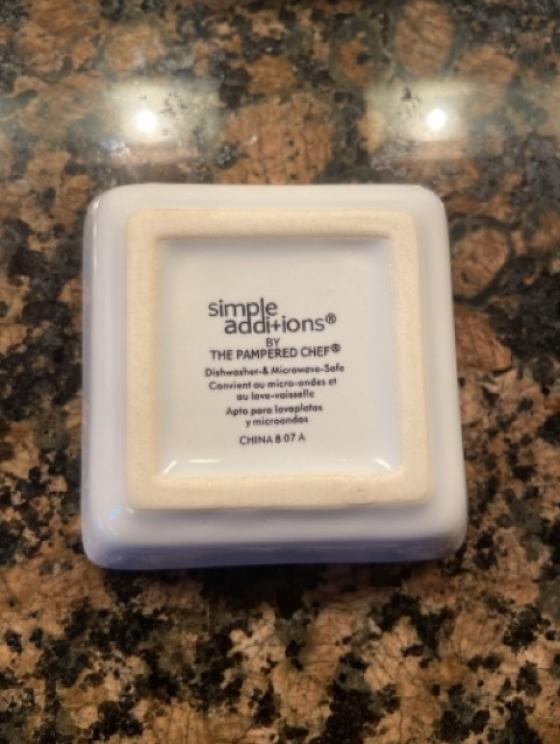 simple
additions®
BY
THE PAMPERED CHEF®
Dishwasher-& Microwave-Safe
Convient au micro-ondes et
au lave-vaisselle
Apto para lavaplatos
y microondas
CHINA 8 07 A